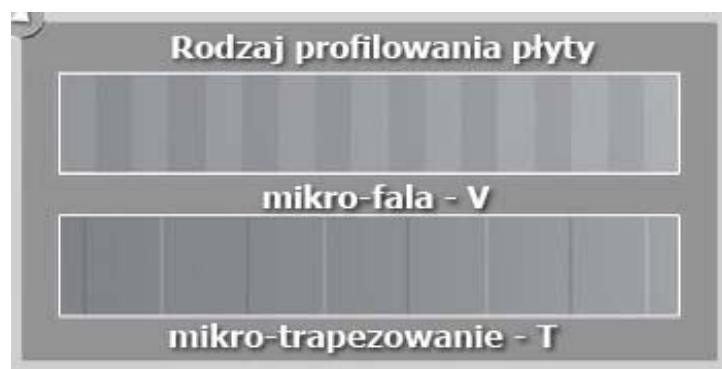 Rodzaj profilowania płyty
mikro-fala - V
mikro-trapezowanie - T